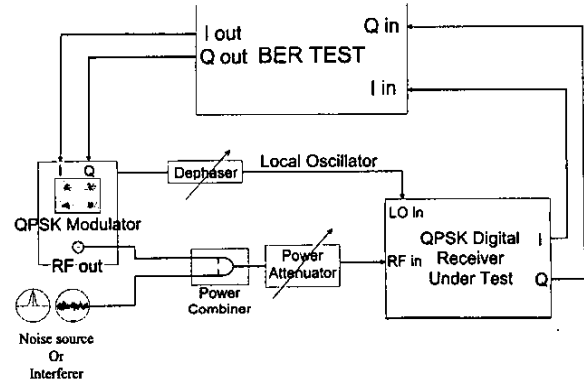 I out
Q out
BER TEST
Q in
I in
I Q
QPSK Modulator
RF out
Dephaser
Local Oscillator
LO In
QPSK Digital
Receiver
Under Test
RF in
I
Q
Power
Attenuator
Power
Combiner
Noise source
Or
Interferer